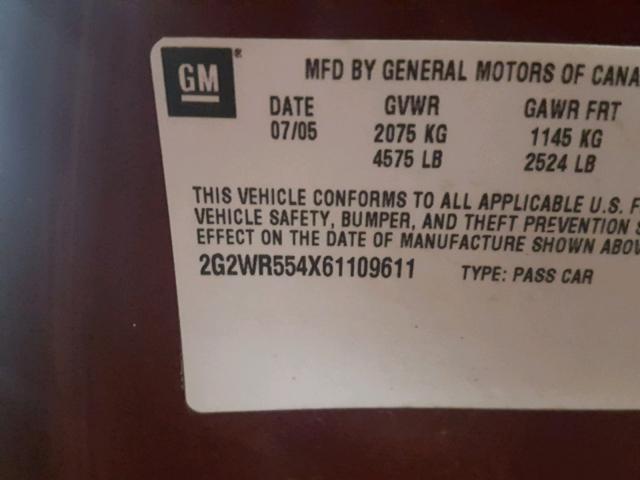 GM®
MFD BY GENERAL MOTORS OF CANA
DATE GVWR GAWR FRT
07/05 2075 KG 1145 KG
4575 LB 2524 LB
THIS VEHICLE CONFORMS TO ALL APPLICABLE U.S. F
VEHICLE SAFETY, BUMPER, AND THEFT PREVENTION S
EFFECT ON THE DATE OF MANUFACTURE SHOWN ABOV
2G2WR554X61109611 TYPE: PASS CAR